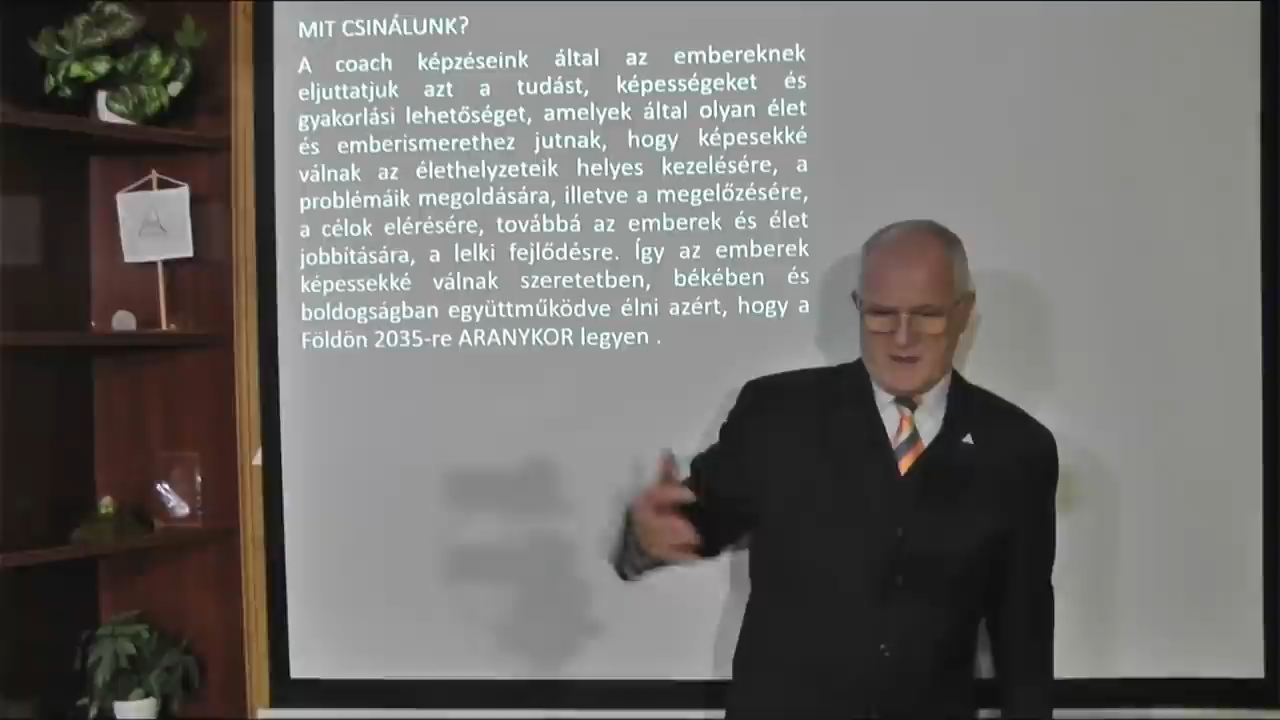 MIT CSINÁLUNK?
A coach képzéseink által az embereknek
eljuttatjuk azt a tudást, képességeket és
gyakorlási lehetőséget, amelyek által olyan élet
és emberismerethez jutnak, hogy képesekké
válnak az élethelyzeteik helyes kezelésére, a
problémáik megoldására, illetve a megelőzésére,
a célok elérésére, továbbá az emberek és élet
jobbítására, a lelki fejlődésre. Így az emberek
képessekké válnak szeretetben, békében és
boldogságban együttműködve élni azért, hogy a
Földön 2035-re ARANYKOR legyen .